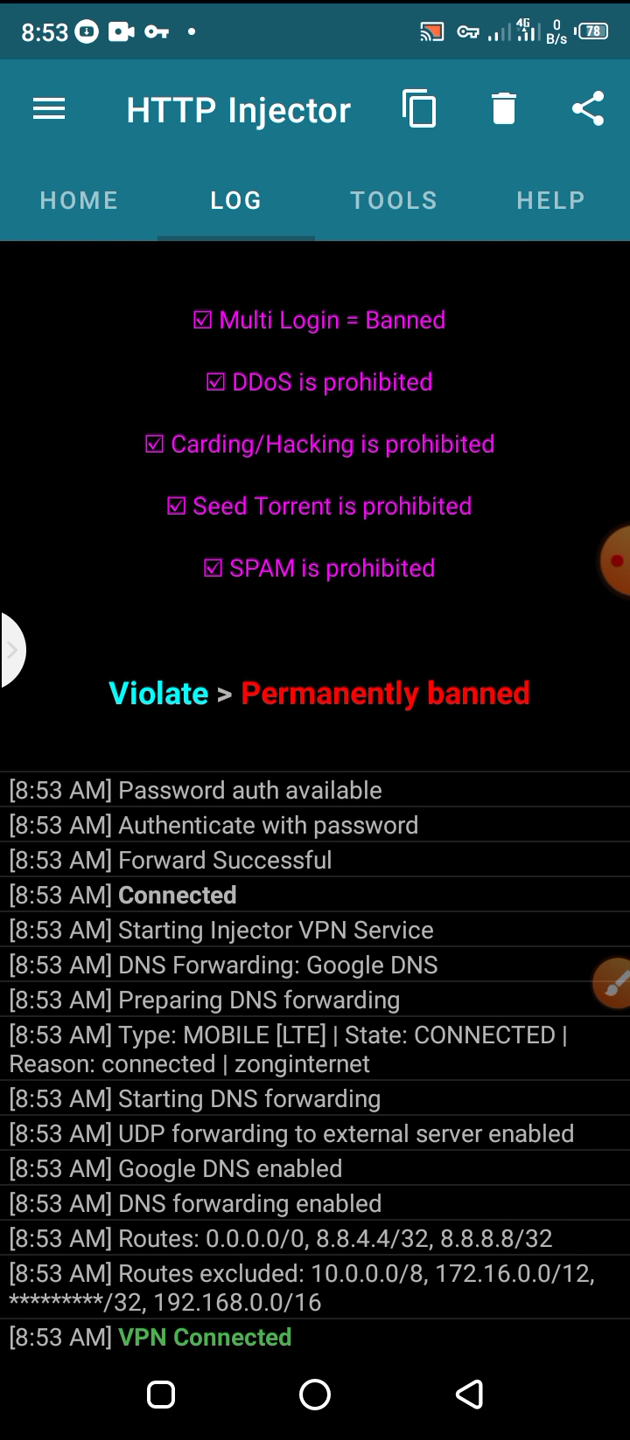 8:53
4G
0
B/s
78
HTTP Injector
HOME
LOG
TOOLS
HELP
☑ Multi Login = Banned
☑ DDoS is prohibited
☑ Carding/Hacking is prohibited
☑ Seed Torrent is prohibited
☑ SPAM is prohibited
Violate > Permanently banned
[8:53 AM] Password auth available
[8:53 AM] Authenticate with password
[8:53 AM] Forward Successful
[8:53 AM] Connected
[8:53 AM] Starting Injector VPN Service
[8:53 AM] DNS Forwarding: Google DNS
[8:53 AM] Preparing DNS forwarding
[8:53 AM] Type: MOBILE [LTE] | State: CONNECTED |
Reason: connected | zonginternet
[8:53 AM] Starting DNS forwarding
[8:53 AM] UDP forwarding to external server enabled
[8:53 AM] Google DNS enabled
[8:53 AM] DNS forwarding enabled
[8:53 AM] Routes: 0.0.0.0/0, 8.8.4.4/32, 8.8.8.8/32
[8:53 AM] Routes excluded: 10.0.0.0/8, 172.16.0.0/12,
*********/32, 192.168.0.0/16
[8:53 AM] VPN Connected